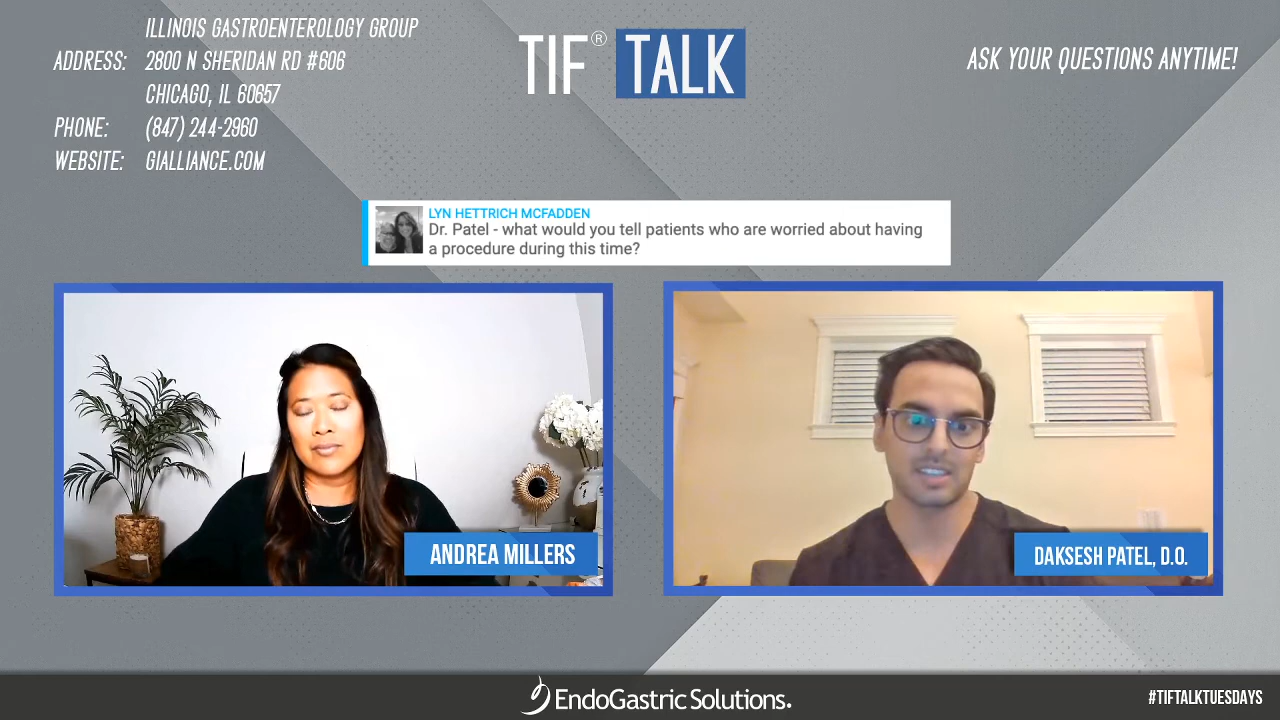 ILLINOIS GASTROENTEROLOGY GROUP
ADDRESS: 2800 N SHERIDAN RD #606
CHICAGO, IL 60657
PHONE: (847) 244-2960
WEBSITE: GIALLIANCE.COM
TIF® TALK
ASK YOUR QUESTIONS ANYTIME!
LYN HETTRICH MCFADDEN
Dr. Patel - what would you tell patients who are worried about having
a procedure during this time?
ANDREA MILLERS
DAKSESH PATEL, D.O.
EndoGastric Solutions.
#TIFTALKTUESDAYS